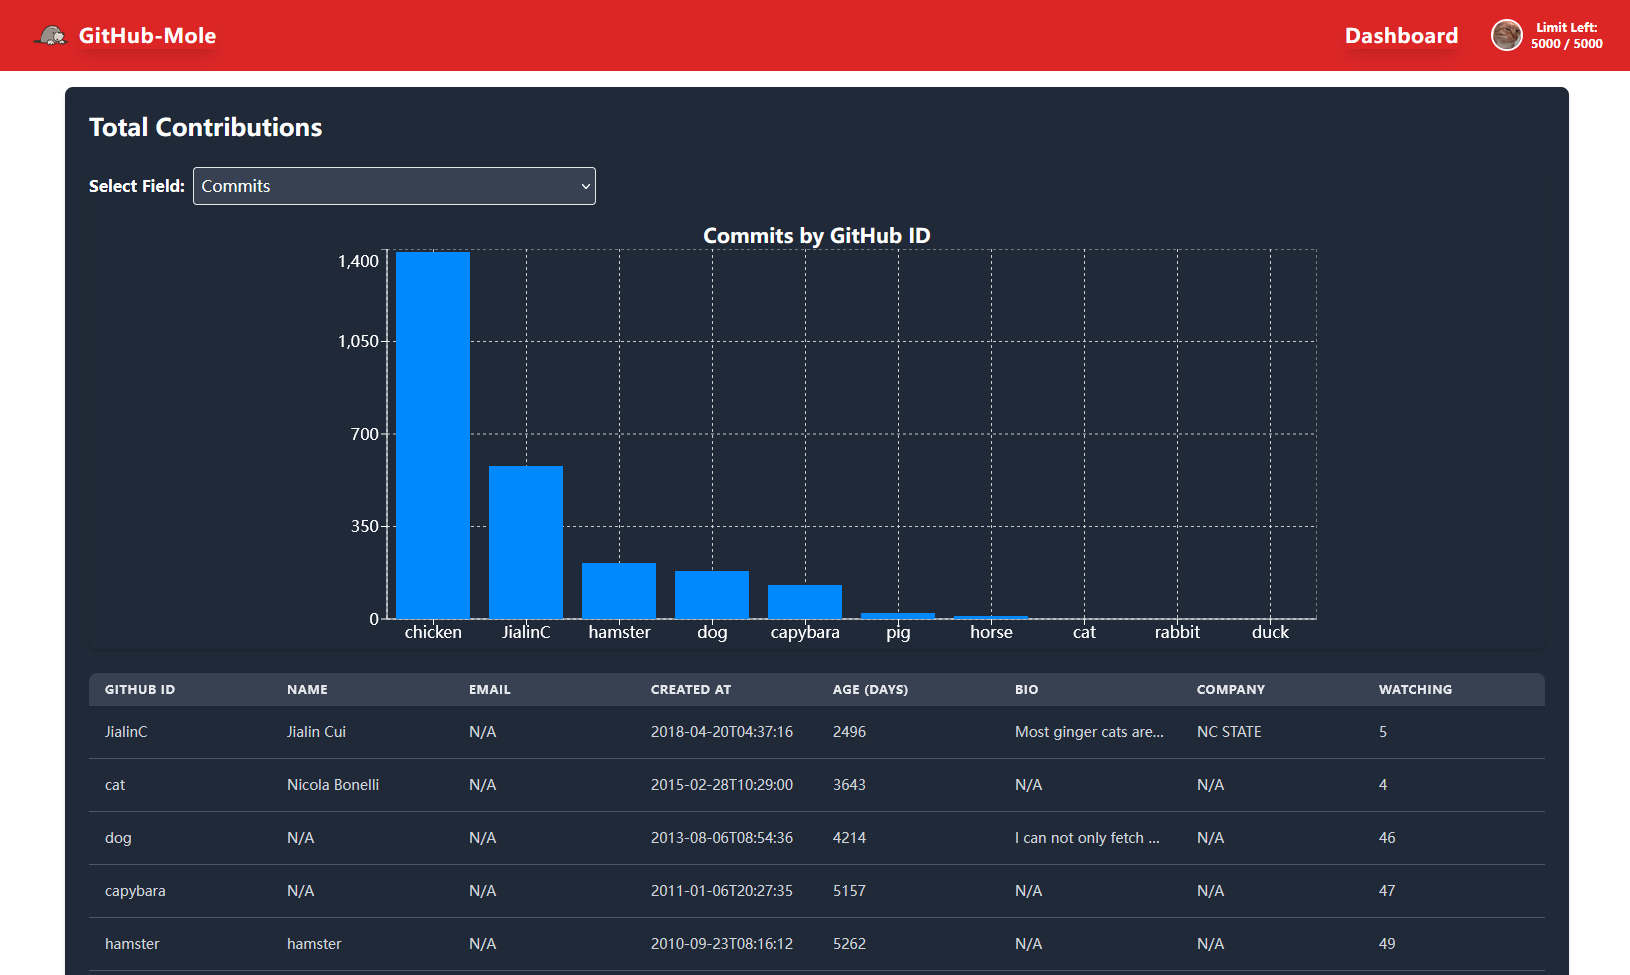 GitHub-Mole
Dashboard
Limit Left:
5000 / 5000
Total Contributions
Select Field: Commits
Commits by GitHub ID
1,400
1,050
700
350
0
chicken JialinC hamster dog capybara pig horse cat rabbit duck
GITHUB ID NAME EMAIL CREATED AT AGE (DAYS) BIO COMPANY WATCHING
JialinC Jialin Cui N/A 2018-04-20T04:37:16 2496 Most ginger cats are... NC STATE 5
cat Nicola Bonelli N/A 2015-02-28T10:29:00 3643 N/A N/A 4
dog N/A N/A 2013-08-06T08:54:36 4214 I can not only fetch ... N/A 46
capybara N/A N/A 2011-01-06T20:27:35 5157 N/A N/A 47
hamster hamster N/A 2010-09-23T08:16:12 5262 N/A N/A 49